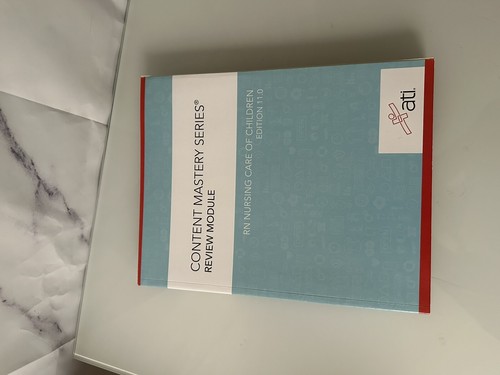 CONTENT MASTERY SERIES®
REVIEW MODULE
RN NURSING CARE OF CHILDREN
EDITION 11.0
ati.